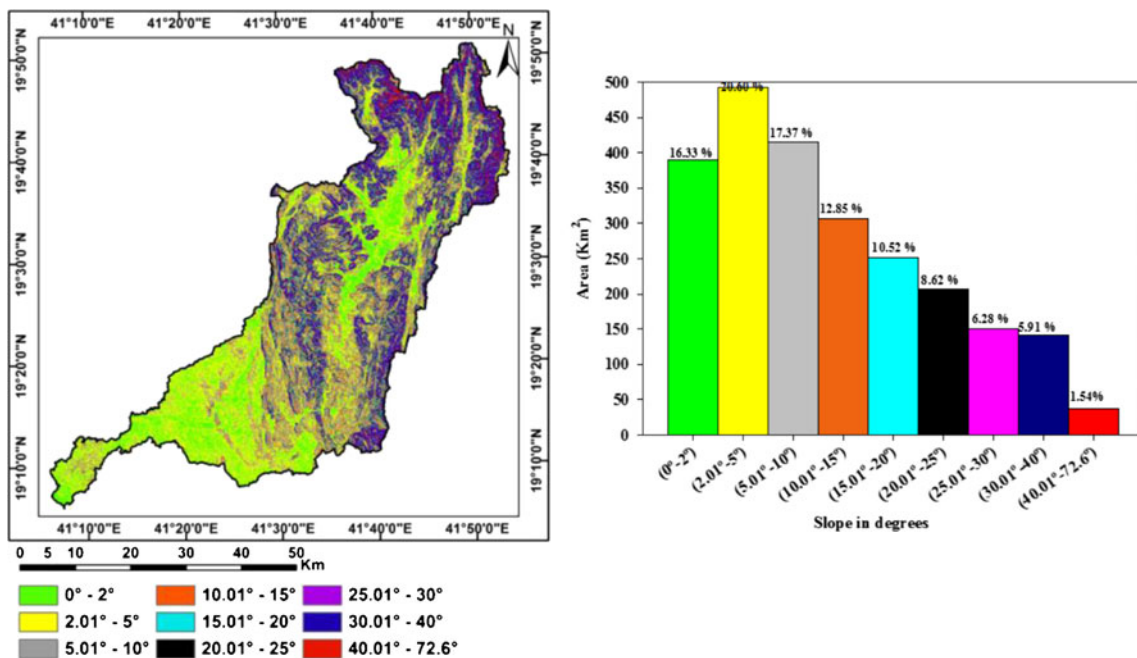 41°10'0"E 41°20'0"E 41°30'0"E 41°40'0"E 41°50'0"E
N
19°50'0"N 19°50'0"N
19°40'0"N 19°40'0"N
19°30'0"N 19°30'0"N
19°20'0"N 19°20'0"N
19°10'0"N 19°10'0"N
41°10'0"E 41°20'0"E 41°30'0"E 41°40'0"E 41°50'0"E
0 5 10 20 30 40 50
Km
0° - 2° 10.01° - 15° 25.01° - 30°
2.01° - 5° 15.01° - 20° 30.01° - 40°
5.01° - 10° 20.01° - 25° 40.01° - 72.6°
Area (Km²)
500
450
400
350
300
250
200
150
100
50
0
16.33 %
20.60 %
17.37 %
12.85 %
10.52 %
8.62 %
6.28 %
5.91 %
1.54%
(0°-2°)
(2.01°-5°)
(5.01°-10°)
(10.01°-15°)
(15.01°-20°)
(20.01°-25°)
(25.01°-30°)
(30.01°-40°)
(40.01°-72.6°)
Slope in degrees